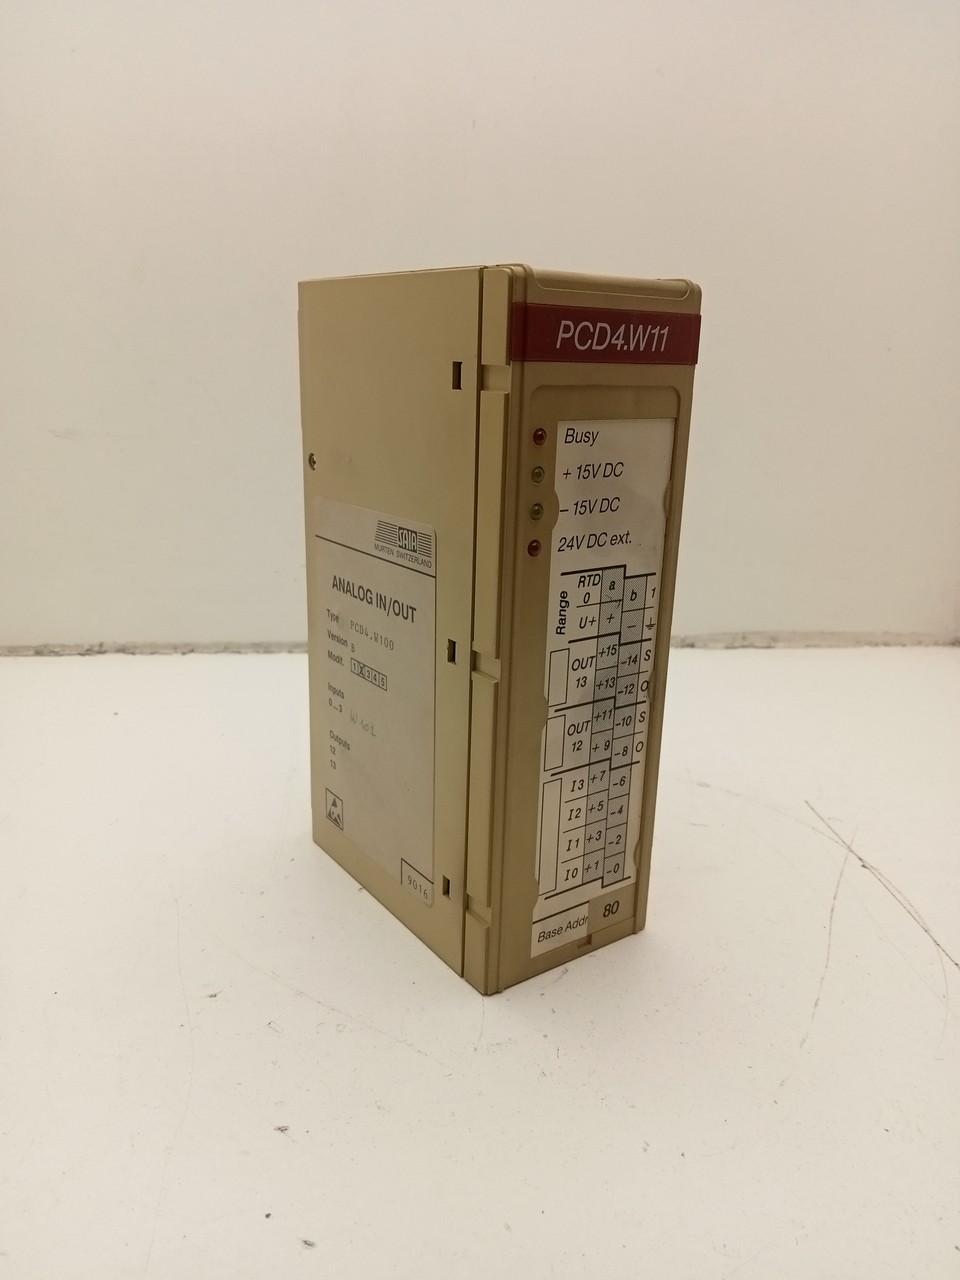 PCD4.W11
Busy
+ 15V DC
– 15V DC
24V DC ext.
Range
RTD a b 1
0
U+ + –
OUT +15 -14 S
13 +13 -12 O
OUT +11 -10 S
12 + 9 -8 O
I3 +7 -6
I2 +5 -4
I1 +3 -2
I0 +1 -0
Base Addr 80
SAIA
MURTEN SWITZERLAND
ANALOG IN/OUT
Type PCD4.W100
Version B
Modif. 1 X 3 4 5
Inputs
0...3
Outputs
12
13
9016